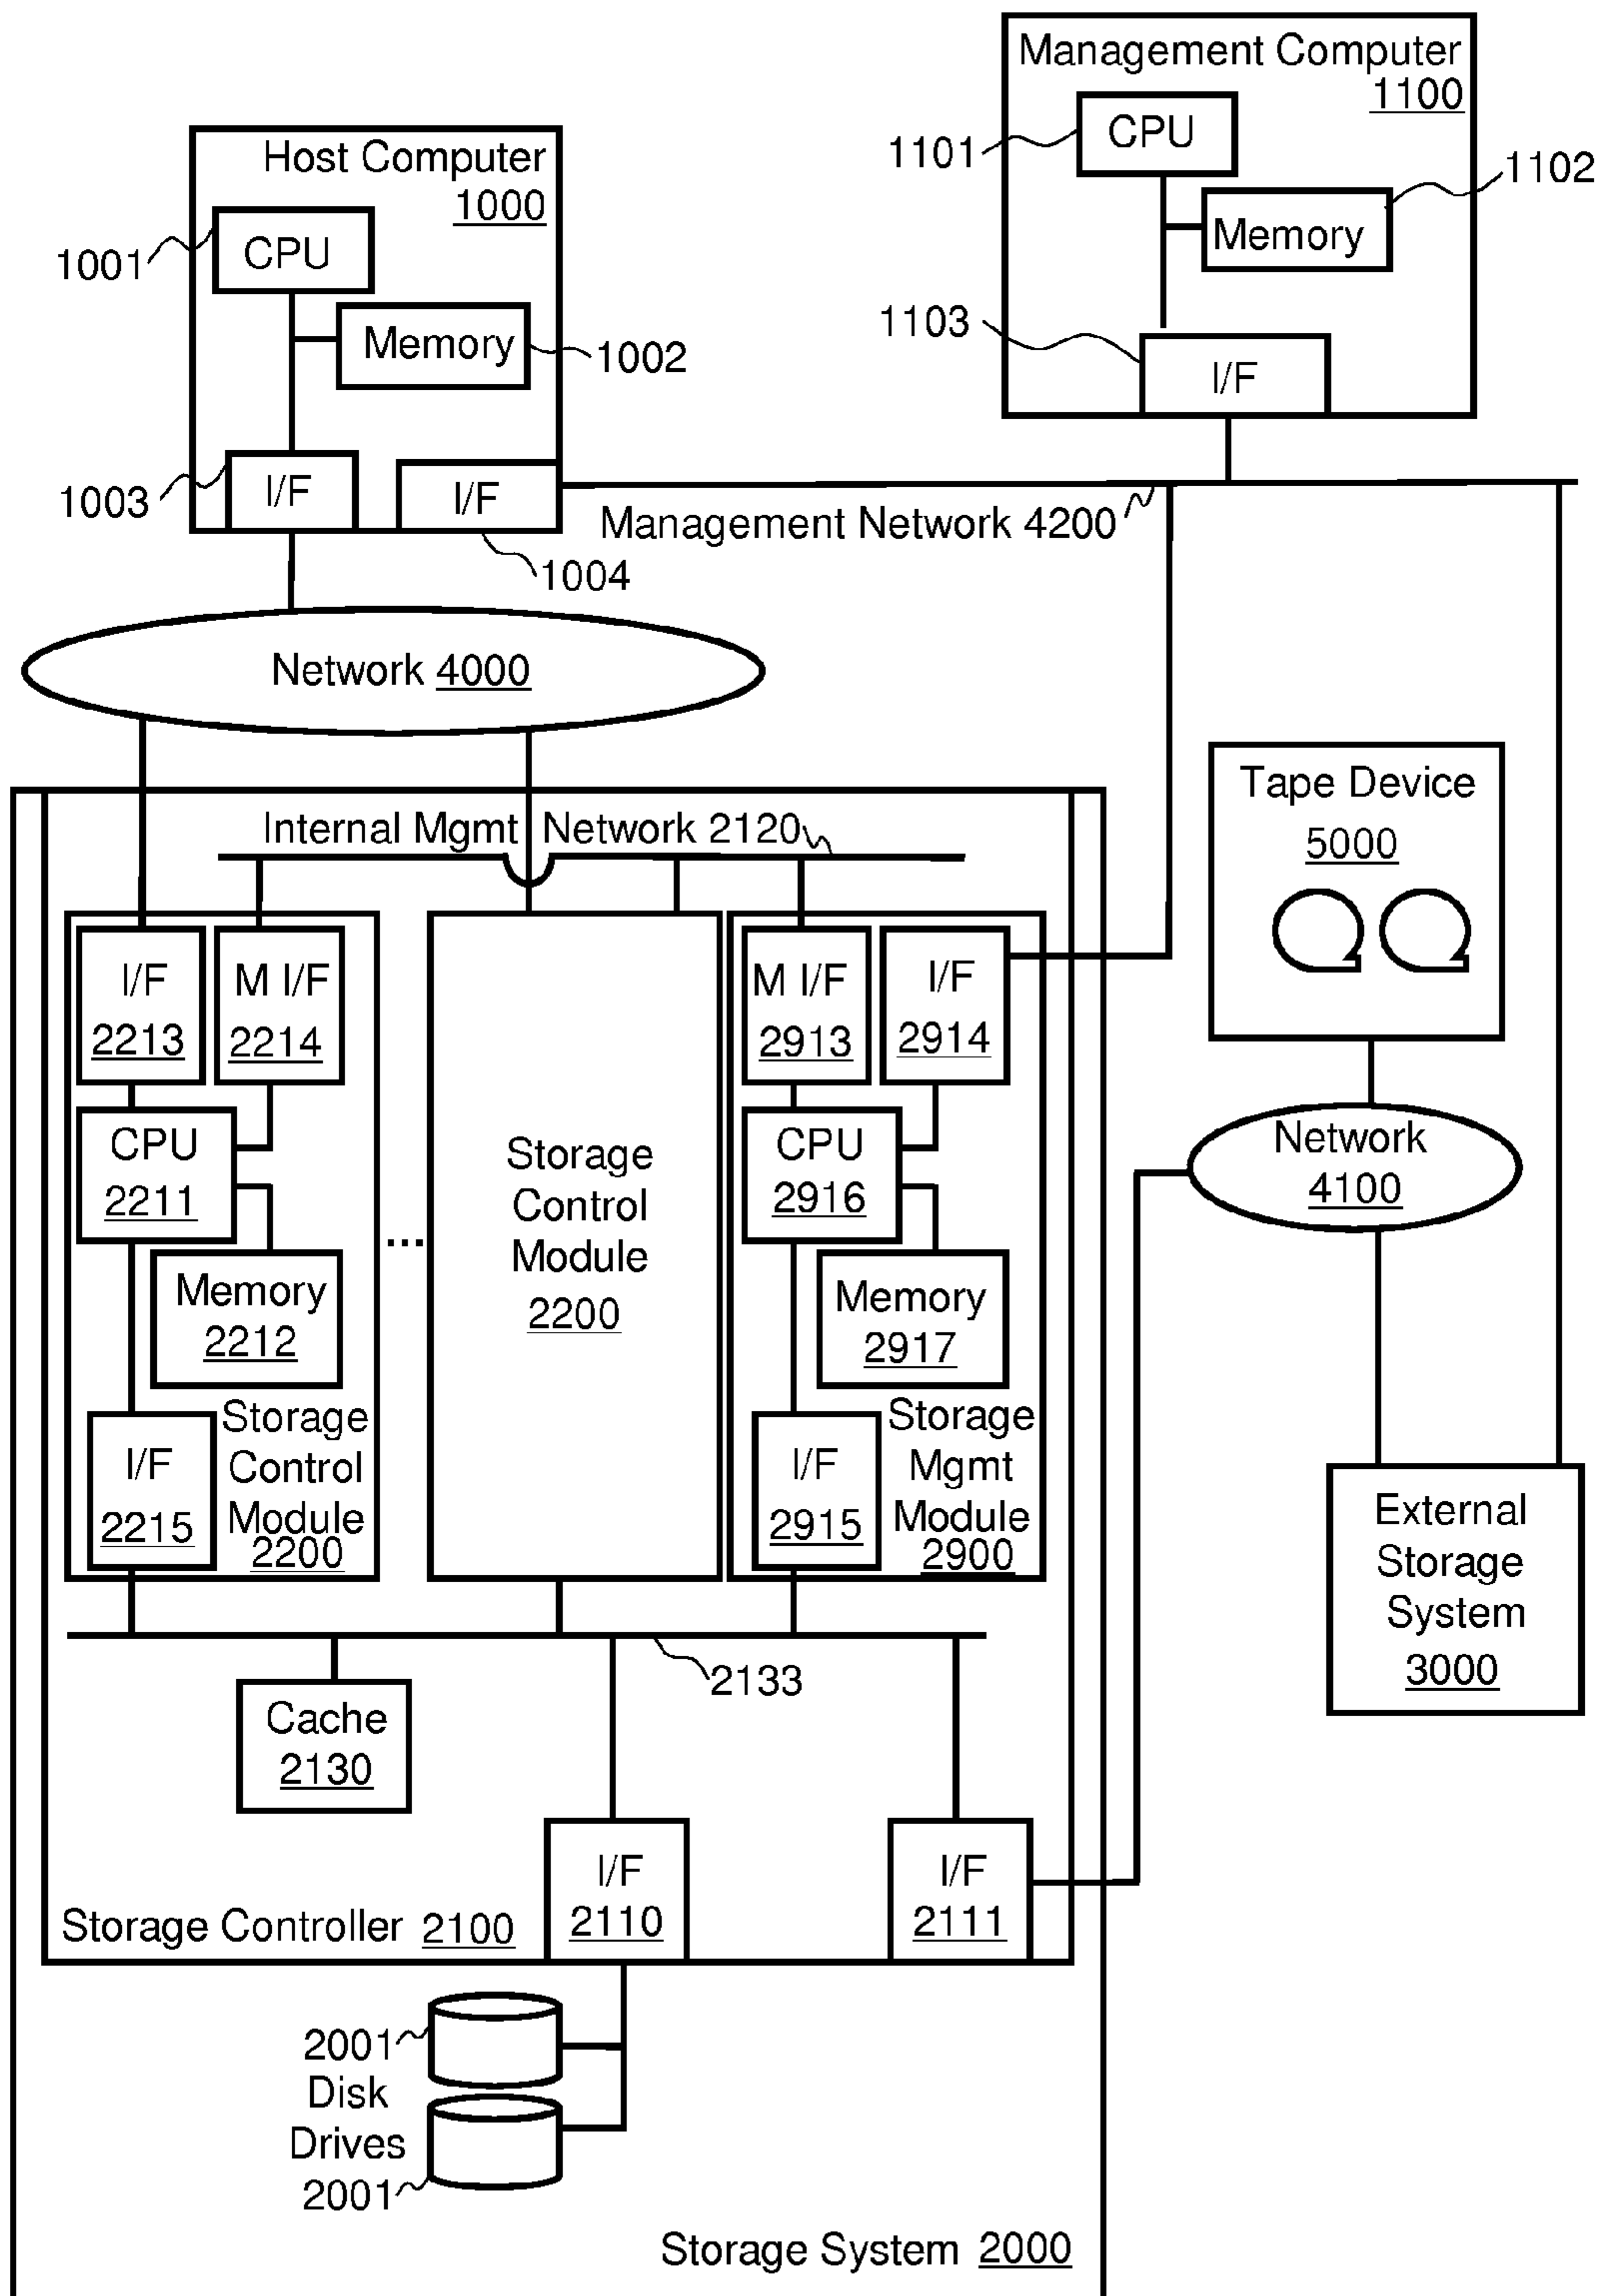 Management Computer
1100
CPU
1101
Memory
1102
1103
I/F
Host Computer
1000
CPU
1001
Memory
1002
I/F
1003
I/F
1004
Management Network 4200
Network 4000
Internal Mgmt Network 2120
I/F
2213
M I/F
2214
CPU
2211
Memory
2212
I/F
2215
Storage
Control
Module
2200
...
Storage
Control
Module
2200
M I/F
2913
I/F
2914
CPU
2916
Memory
2917
I/F
2915
Storage
Mgmt
Module
2900
2133
Cache
2130
I/F
2110
I/F
2111
Storage Controller 2100
2001
Disk
Drives
2001
Storage System 2000
Tape Device
5000
Network
4100
External
Storage
System
3000